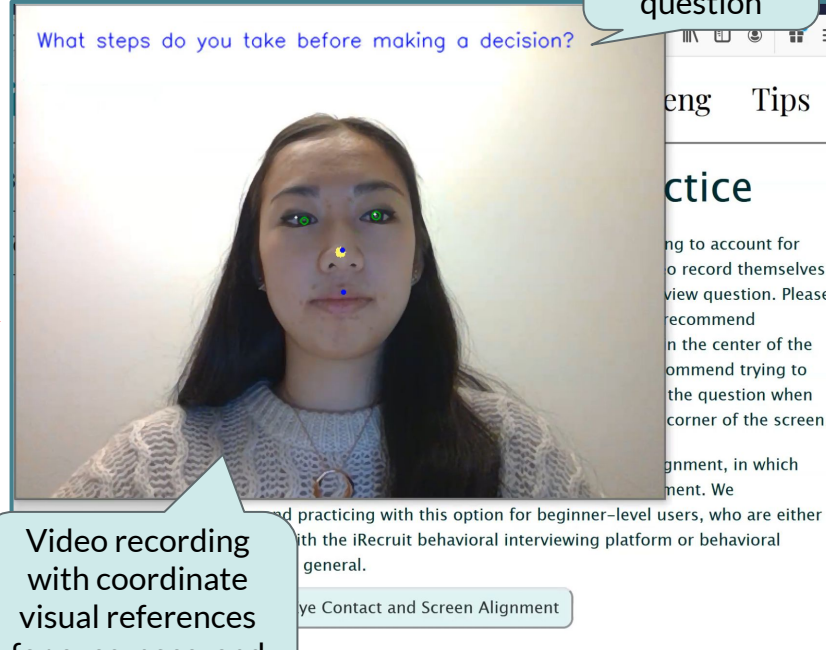 question
What steps do you take before making a decision?
eng Tips
ctice
ng to account for
o record themselves
view question. Please
recommend
n the center of the
ommend trying to
the question when
corner of the screen
gnment, in which
ment. We
nd practicing with this option for beginner-level users, who are either
ith the iRecruit behavioral interviewing platform or behavioral
general.
ye Contact and Screen Alignment
Video recording
with coordinate
visual references